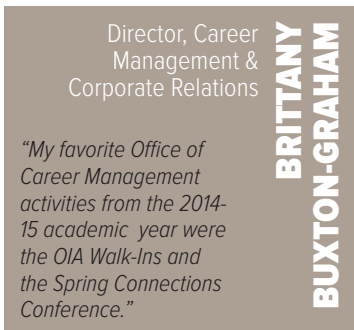 Director, Career
Management &
Corporate Relations
BRITTANY
BUXTON-GRAHAM
“My favorite Office of
Career Management
activities from the 2014-
15 academic  year were
the OIA Walk-Ins and
the Spring Connections
Conference.”